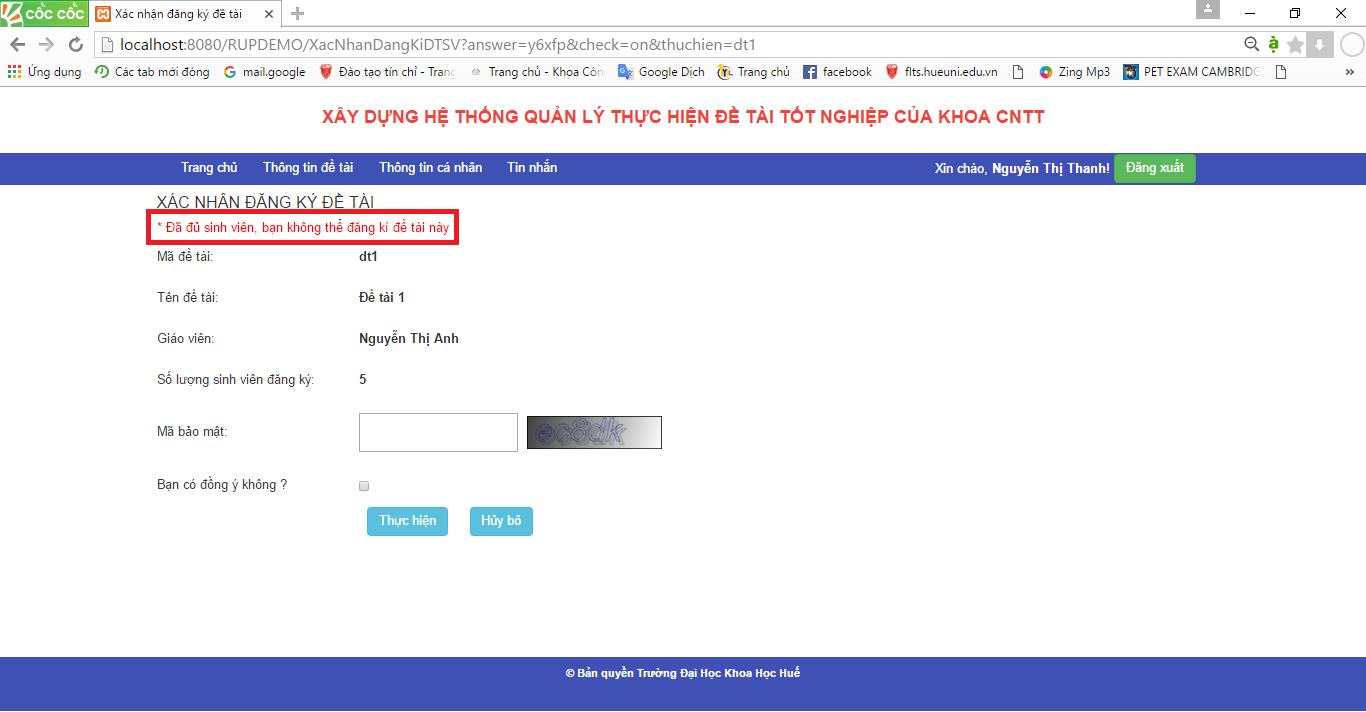 cốc cốc
Xác nhận đăng ký đề tài
localhost:8080/RUPDEMO/XacNhanDangKiDTSV?answer=y6xfp&check=on&thuchien=dt1
Ứng dụng Các tab mới đóng mail.google Đào tạo tín chỉ - Trang Trang chủ - Khoa Côn Google Dịch Trang chủ facebook flts.hueuni.edu.vn Zing Mp3 PET EXAM CAMBRIDG »
XÂY DỰNG HỆ THỐNG QUẢN LÝ THỰC HIỆN ĐỀ TÀI TỐT NGHIỆP CỦA KHOA CNTT
Trang chủ Thông tin đề tài Thông tin cá nhân Tin nhắn Xin chào, Nguyễn Thị Thanh! Đăng xuất
XÁC NHẬN ĐĂNG KÝ ĐỀ TÀI
* Đã đủ sinh viên, bạn không thể đăng kí đề tài này
Mã đề tài: dt1
Tên đề tài: Đề tài 1
Giáo viên: Nguyễn Thị Anh
Số lượng sinh viên đăng ký: 5
Mã bảo mật: ec8dk
Bạn có đồng ý không ?
Thực hiện Hủy bỏ
© Bản quyền Trường Đại Học Khoa Học Huế